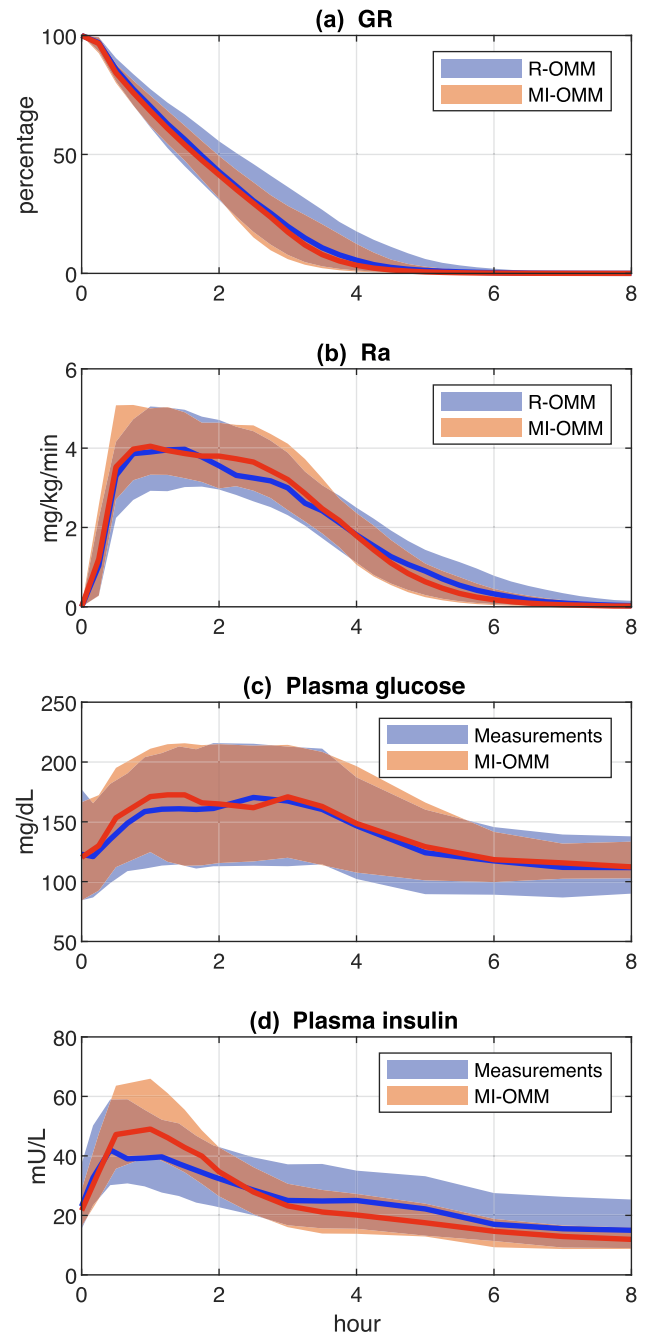 (a) GR
100
50
0
percentage
R-OMM
MI-OMM
0 2 4 6 8
(b) Ra
6
4
2
0
mg/kg/min
R-OMM
MI-OMM
0 2 4 6 8
(c) Plasma glucose
250
200
150
100
50
mg/dL
Measurements
MI-OMM
0 2 4 6 8
(d) Plasma insulin
80
60
40
20
0
mU/L
Measurements
MI-OMM
0 2 4 6 8
hour